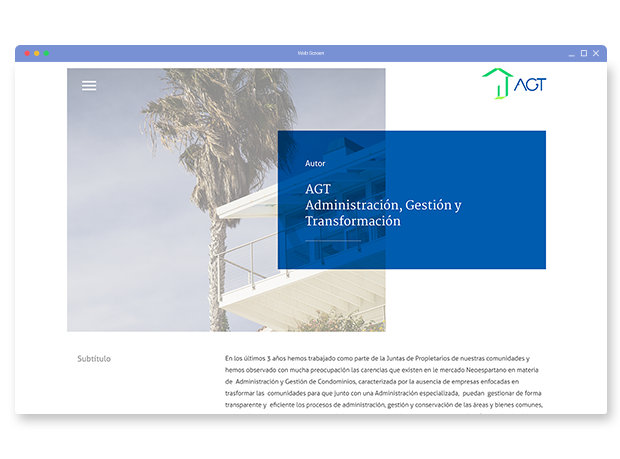 Web Screen
AGT
Autor
AGT
Administración, Gestión y
Transformación
Subtítulo
En los últimos 3 años hemos trabajado como parte de la Juntas de Propietarios de nuestras comunidades y
hemos observado con mucha preocupación las carencias que existen en le mercado Neoespartano en materia
de Administración y Gestión de Condominios, caracterizada por la ausencia de empresas enfocadas en
trasformar las comunidades para que junto con una Administración especializada, puedan gestionar de forma
transparente y eficiente los procesos de administración, gestión y conservación de las áreas y bienes comunes,